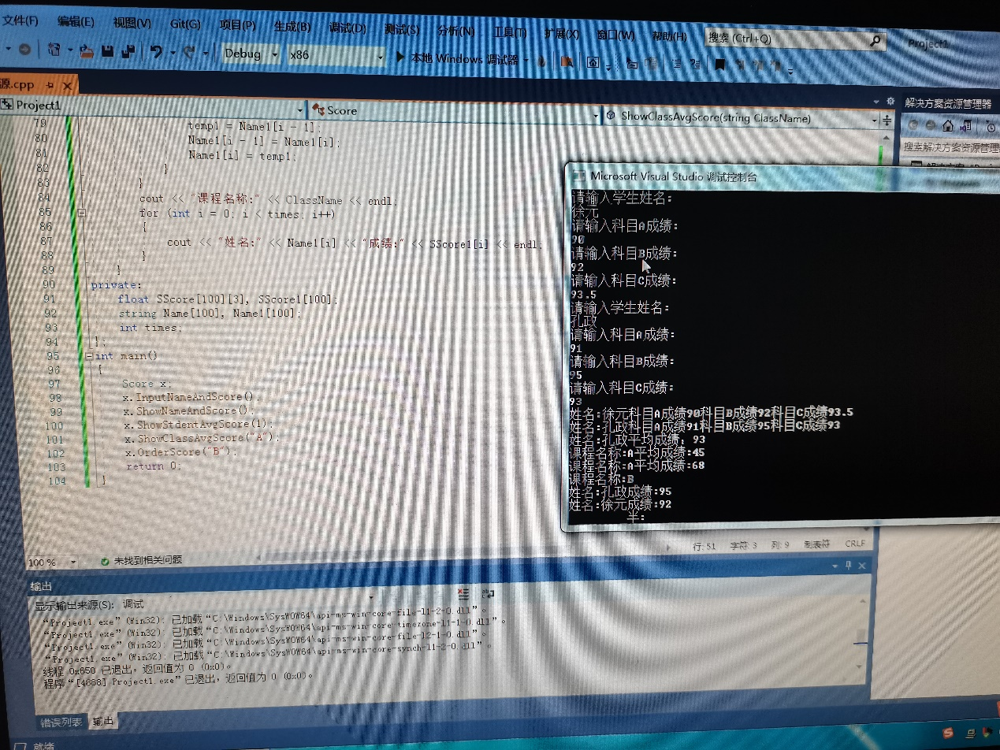 文件(F) 编辑(E) 视图(V) Git(G) 项目(P) 生成(B) 调试(D) 测试(S) 分析(N) 工具(T) 扩展(X) 窗口(W) 帮助(H) 搜索 (Ctrl+Q) Project1
Debug x86 本地 Windows 调试器
源.cpp
Project1 Score ShowClassAvgScore(string ClassName)
解决方案资源管理器
搜索解决方案资源管理
79 temp1 = Name1[i - 1];
80 Name1[i - 1] = Name1[i];
81 Name1[i] = temp1;
82 }
83 }
84 cout << "课程名称:" << ClassName << endl;
85 for (int i = 0; i < times; i++)
86 {
87 cout << "姓名:" << Name1[i] << "成绩:" << SScore1[i] << endl;
88 }
89 }
90 private:
91 float SScore[100][3], SScore1[100];
92 string Name[100], Name1[100];
93 int times;
94 };
95 int main()
96 {
97 Score x;
98 x.InputNameAndScore();
99 x.ShowNameAndScore();
100 x.ShowStdentAvgScore(1);
101 x.ShowClassAvgScore("A");
102 x.OrderScore("B");
103 return 0;
104 }
Microsoft Visual Studio 调试控制台
请输入学生姓名：
徐元
请输入科目A成绩：
90
请输入科目B成绩：
92
请输入科目C成绩：
93.5
请输入学生姓名：
孔政
请输入科目A成绩：
91
请输入科目B成绩：
95
请输入科目C成绩：
93
姓名:徐元科目A成绩90科目B成绩92科目C成绩93.5
姓名:孔政科目A成绩91科目B成绩95科目C成绩93
姓名:孔政平均成绩：93
课程名称:A平均成绩:45
课程名称:A平均成绩:68
课程名称:B
姓名:孔政成绩:95
姓名:徐元成绩:92
半:
100 % 未找到相关问题 行: 51 字符: 3 列: 9 制表符 CRLF
输出
显示输出来源(S): 调试
“Project1.exe”(Win32): 已加载“C:\Windows\SysWOW64\api-ms-win-core-file-l1-2-0.dll”。
“Project1.exe”(Win32): 已加载“C:\Windows\SysWOW64\api-ms-win-core-timezone-l1-1-0.dll”。
“Project1.exe”(Win32): 已加载“C:\Windows\SysWOW64\api-ms-win-core-file-l2-1-0.dll”。
“Project1.exe”(Win32): 已加载“C:\Windows\SysWOW64\api-ms-win-core-synch-l1-2-0.dll”。
线程 0x650 已退出，返回值为 0 (0x0)。
程序“[4888] Project1.exe”已退出，返回值为 0 (0x0)。
错误列表 输出
就绪